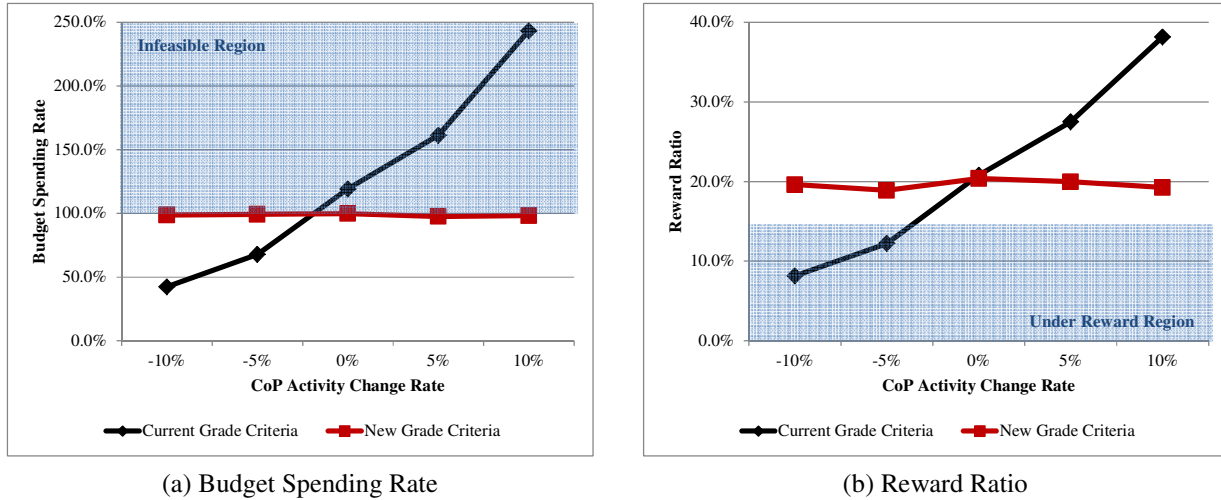 250.0%
200.0%
150.0%
100.0%
50.0%
0.0%
Budget Spending Rate
Infeasible Region
-10% -5% 0% 5% 10%
CoP Activity Change Rate
Current Grade Criteria New Grade Criteria
(a) Budget Spending Rate
40.0%
30.0%
20.0%
10.0%
0.0%
Reward Ratio
Under Reward Region
-10% -5% 0% 5% 10%
CoP Activity Change Rate
Current Grade Criteria New Grade Criteria
(b) Reward Ratio